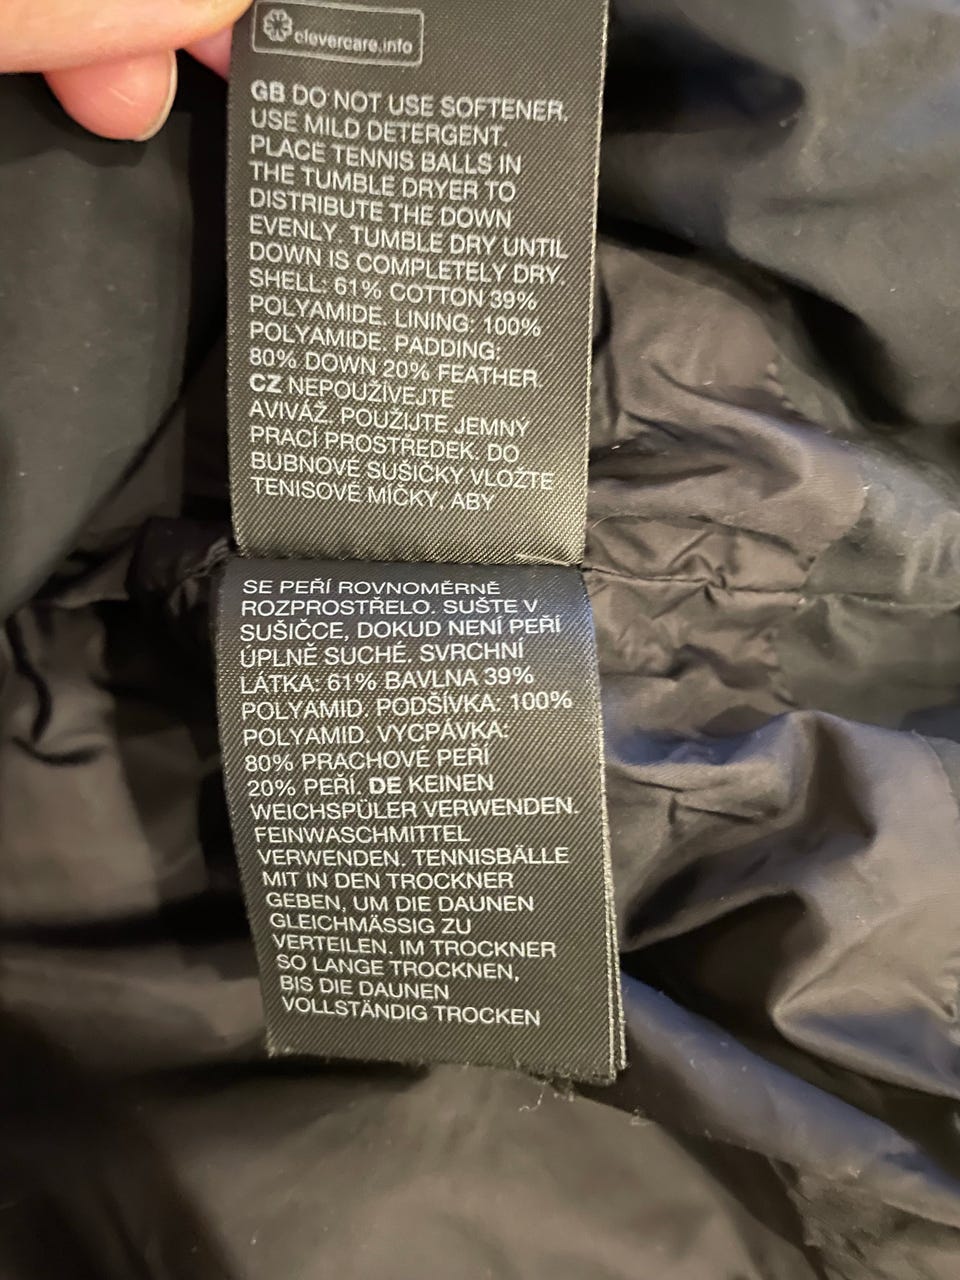 clevercare.info
GB DO NOT USE SOFTENER.
USE MILD DETERGENT.
PLACE TENNIS BALLS IN
THE TUMBLE DRYER TO
DISTRIBUTE THE DOWN
EVENLY. TUMBLE DRY UNTIL
DOWN IS COMPLETELY DRY.
SHELL: 61% COTTON 39%
POLYAMIDE. LINING: 100%
POLYAMIDE. PADDING:
80% DOWN 20% FEATHER.
CZ NEPOUŽÍVEJTE
AVIVÁŽ. POUŽIJTE JEMNÝ
PRACÍ PROSTŘEDEK. DO
BUBNOVÉ SUŠIČKY VLOŽTE
TENISOVÉ MÍČKY, ABY
SE PEŘÍ ROVNOMĚRNĚ
ROZPROSTŘELO. SUŠTE V
SUŠIČCE, DOKUD NENÍ PEŘÍ
ÚPLNĚ SUCHÉ. SVRCHNÍ
LÁTKA: 61% BAVLNA 39%
POLYAMID. PODŠÍVKA: 100%
POLYAMID. VYCPÁVKA:
80% PRACHOVÉ PEŘÍ
20% PEŘÍ. DE KEINEN
WEICHSPÜLER VERWENDEN.
FEINWASCHMITTEL
VERWENDEN. TENNISBÄLLE
MIT IN DEN TROCKNER
GEBEN, UM DIE DAUNEN
GLEICHMÄSSIG ZU
VERTEILEN. IM TROCKNER
SO LANGE TROCKNEN,
BIS DIE DAUNEN
VOLLSTÄNDIG TROCKEN